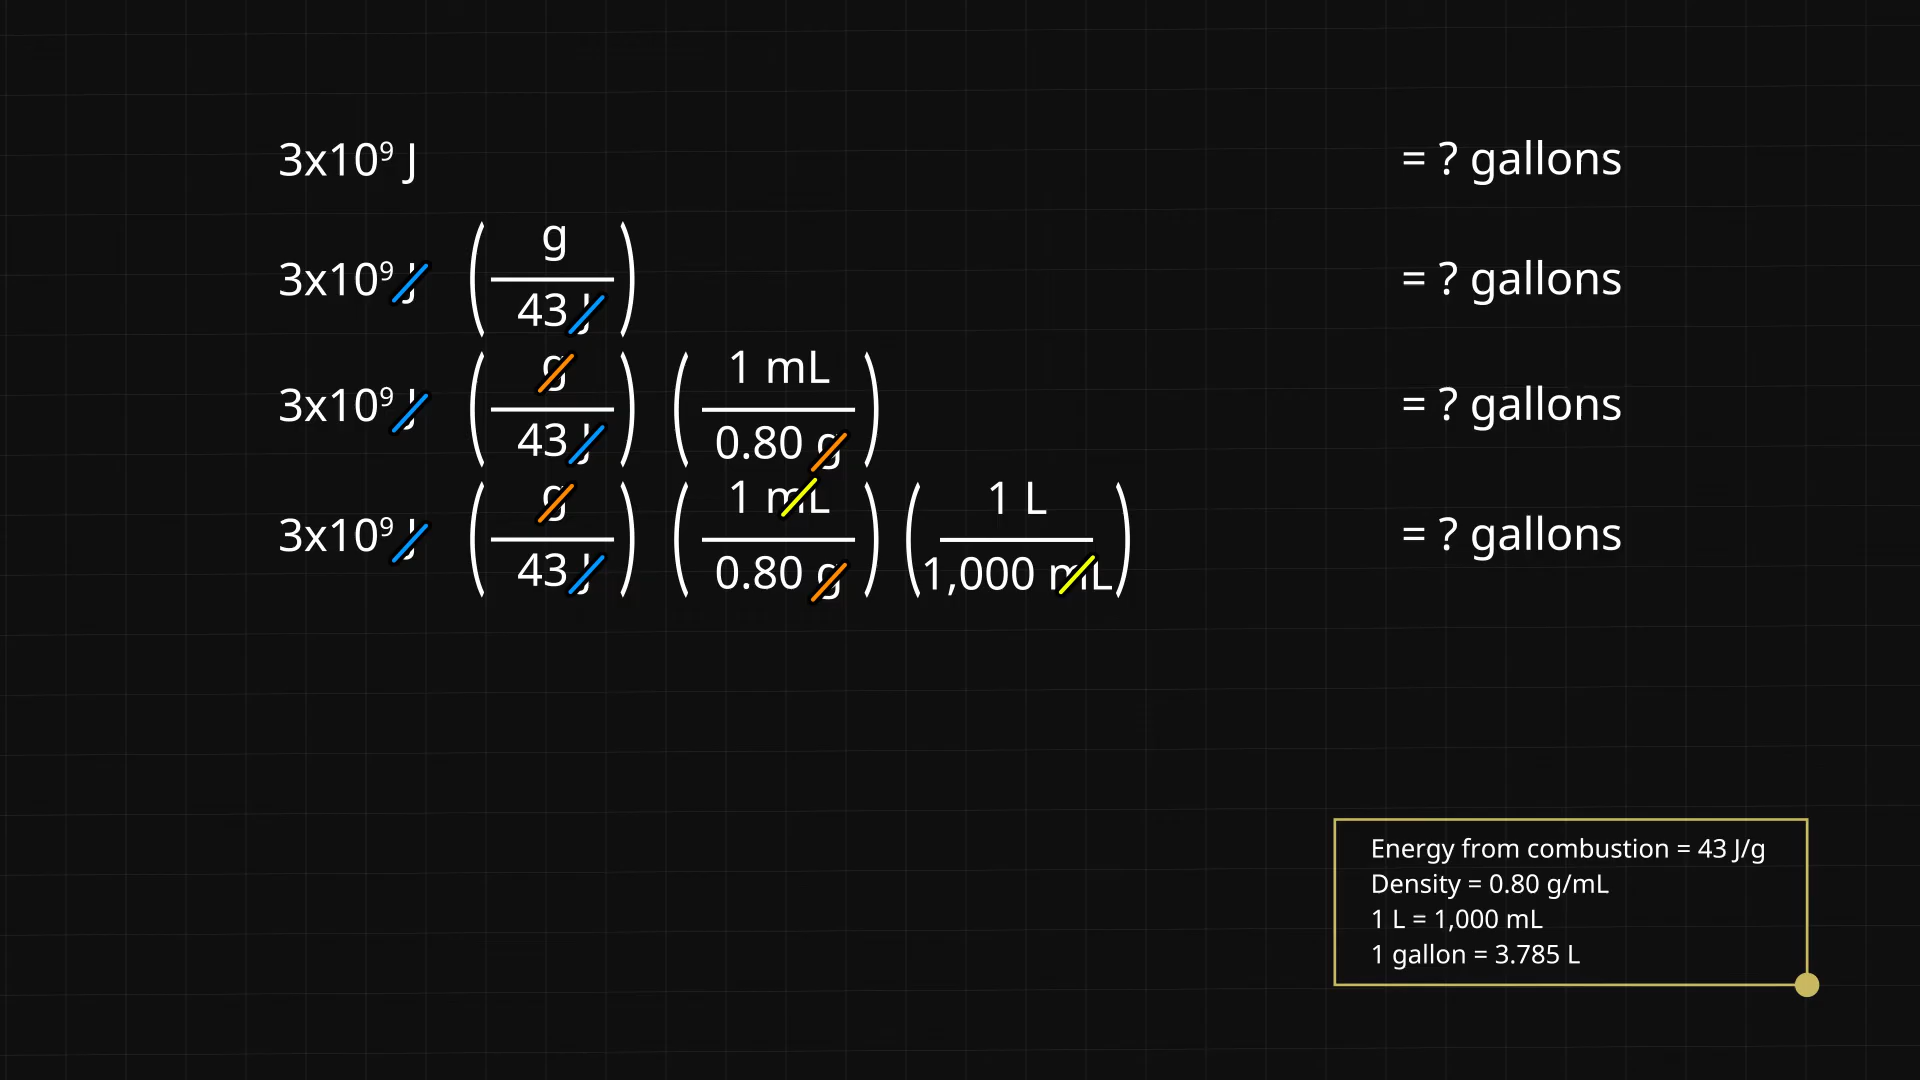 3x10⁹ J = ? gallons
3x10⁹ J ( g / 43 J ) = ? gallons
3x10⁹ J ( g / 43 J ) ( 1 mL / 0.80 g ) = ? gallons
3x10⁹ J ( g / 43 J ) ( 1 mL / 0.80 g ) ( 1 L / 1,000 mL ) = ? gallons
Energy from combustion = 43 J/g
Density = 0.80 g/mL
1 L = 1,000 mL
1 gallon = 3.785 L